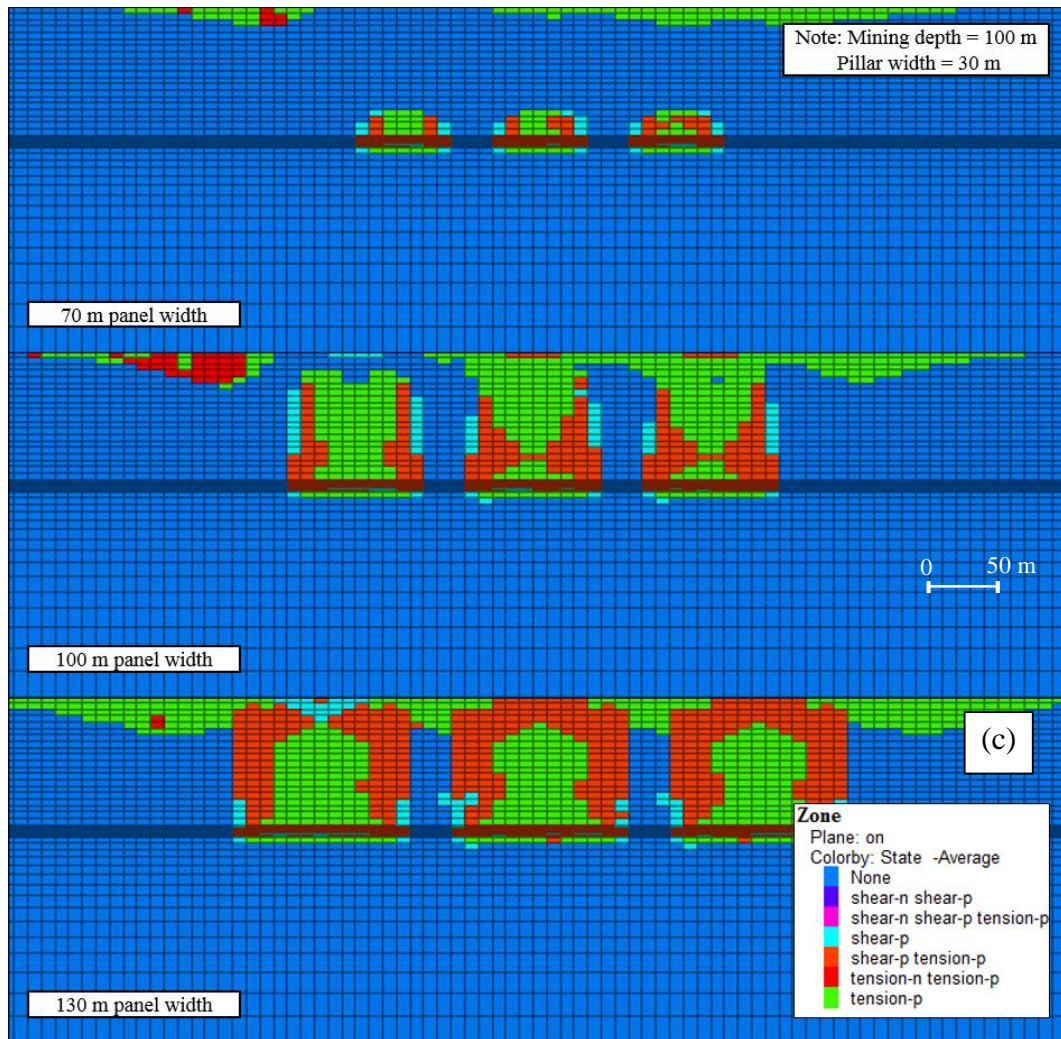 Note: Mining depth = 100 m
Pillar width = 30 m
70 m panel width
0 50 m
100 m panel width
(c)
Zone
Plane: on
Colorby: State -Average
None
shear-n shear-p
shear-n shear-p tension-p
shear-p
shear-p tension-p
tension-n tension-p
tension-p
130 m panel width